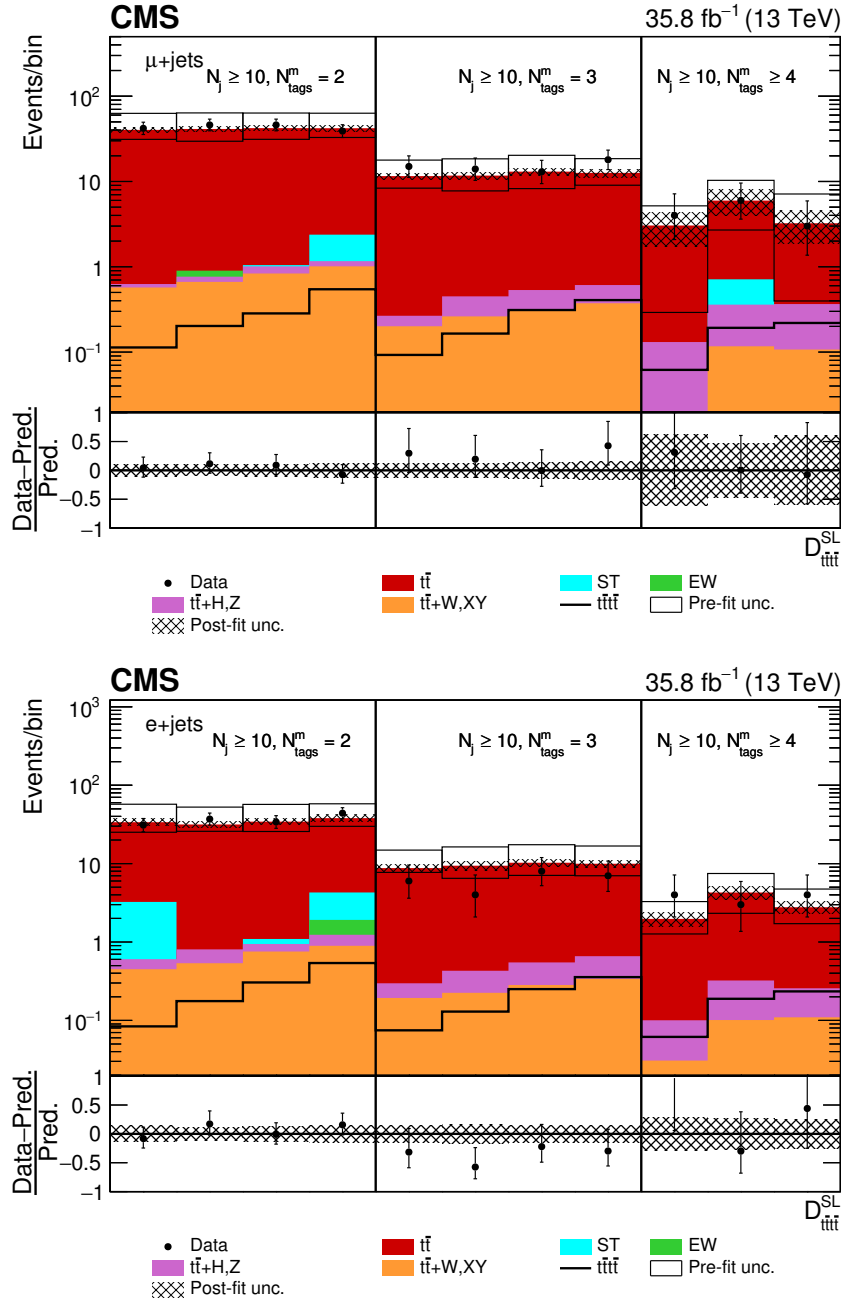 CMS 35.8 fb⁻¹ (13 TeV)
Events/bin
μ+jets
N_j ≥ 10, N^m_tags = 2 N_j ≥ 10, N^m_tags = 3 N_j ≥ 10, N^m_tags ≥ 4
10²
10
1
10⁻¹
Data−Pred.
Pred.
1
0.5
0
−0.5
−1
D^SL_tt̄tt̄
Data tt̄ ST EW
tt̄+H,Z tt̄+W,XY tt̄tt̄ Pre-fit unc.
Post-fit unc.
CMS 35.8 fb⁻¹ (13 TeV)
Events/bin
10³
e+jets
N_j ≥ 10, N^m_tags = 2 N_j ≥ 10, N^m_tags = 3 N_j ≥ 10, N^m_tags ≥ 4
10²
10
1
10⁻¹
Data−Pred.
Pred.
1
0.5
0
−0.5
−1
D^SL_tt̄tt̄
Data tt̄ ST EW
tt̄+H,Z tt̄+W,XY tt̄tt̄ Pre-fit unc.
Post-fit unc.